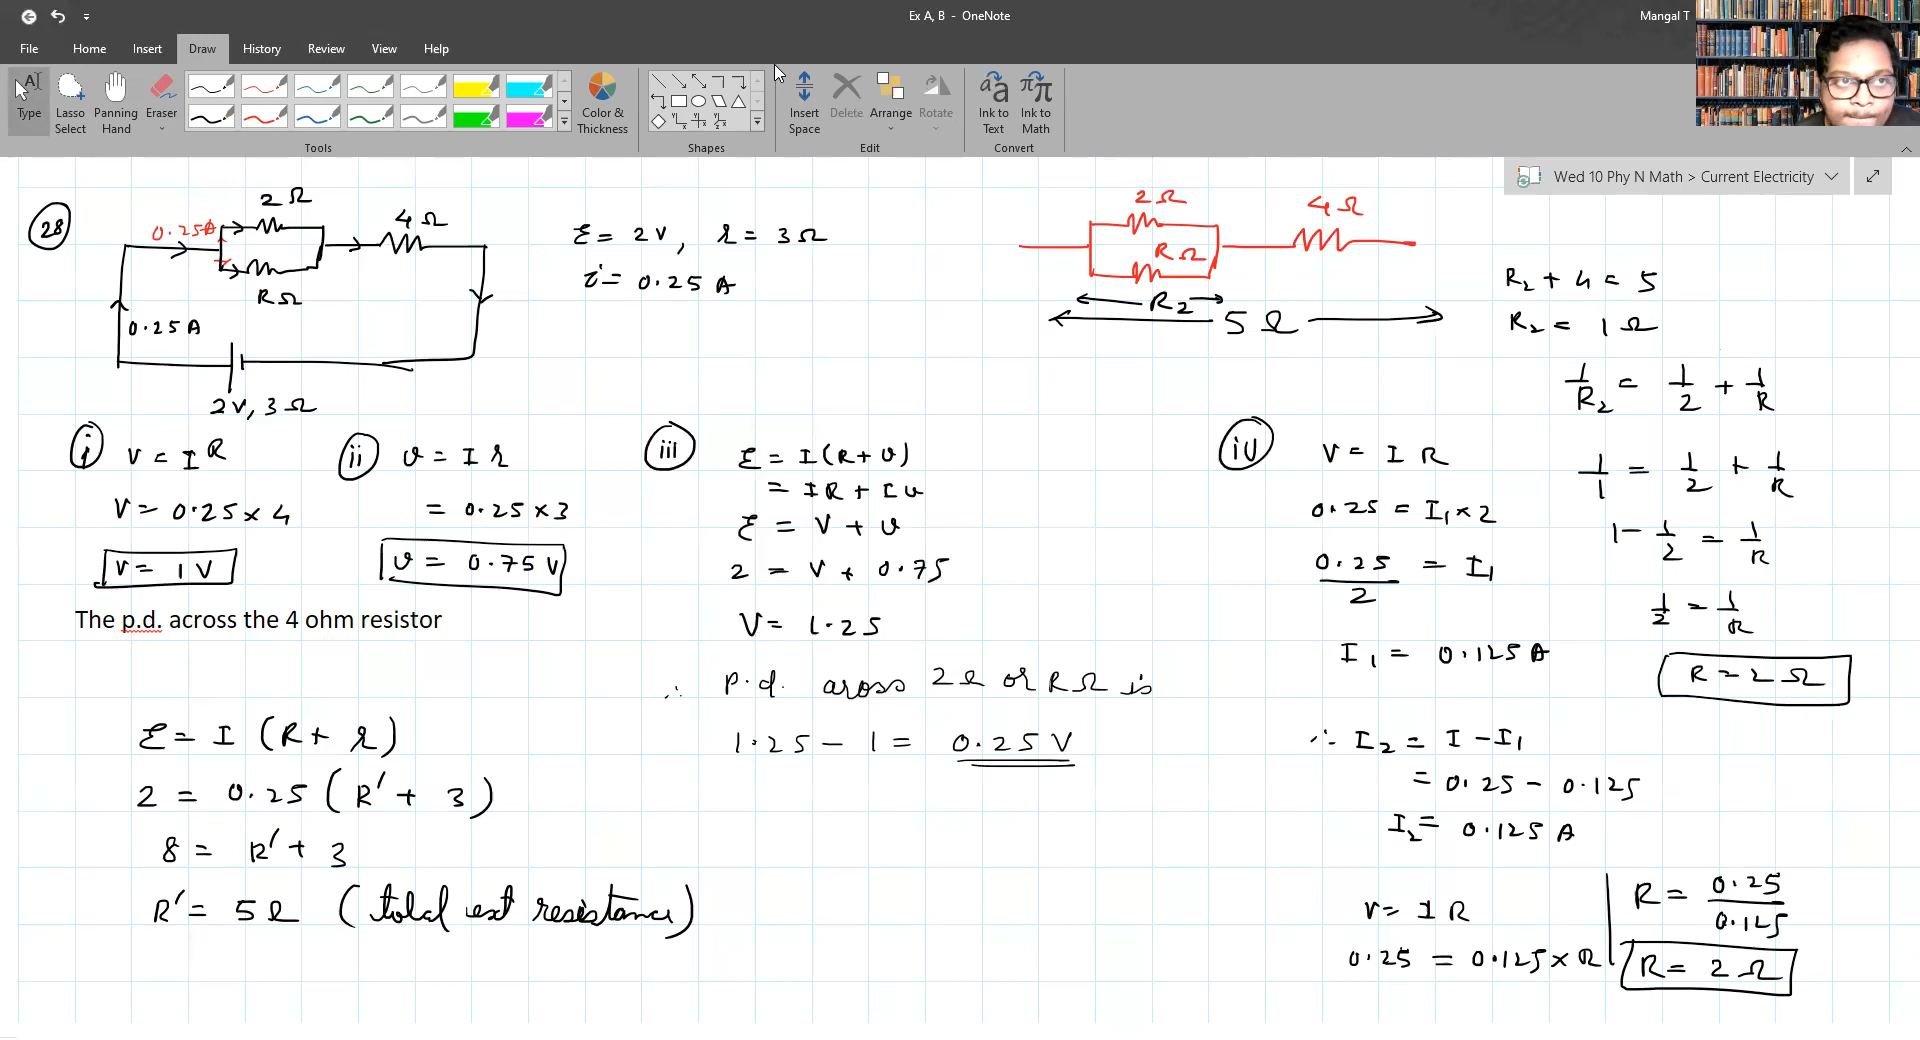 Ex A, B - OneNote
Mangal T
File Home Insert Draw History Review View Help
Type
Lasso Select
Panning Hand
Eraser
Color & Thickness
Insert Space
Delete
Arrange
Rotate
Ink to Text
Ink to Math
Tools
Shapes
Edit
Convert
Wed 10 Phy N Math > Current Electricity
28
0.25A
2 Ω
4 Ω
R Ω
0.25 A
2V, 3 Ω
ε = 2V, r = 3 Ω
i = 0.25 A
2 Ω
R Ω
4 Ω
R₂
5 Ω
R₂ + 4 = 5
R₂ = 1 Ω
1/R₂ = 1/2 + 1/R
1/1 = 1/2 + 1/R
1 - 1/2 = 1/R
1/2 = 1/R
R = 2 Ω
i
V = IR
V = 0.25 × 4
V = 1 V
The p.d. across the 4 ohm resistor
ii
v = I r
= 0.25 × 3
v = 0.75 V
ε = I (R + r)
2 = 0.25 (R' + 3)
8 = R' + 3
R' = 5 Ω (total ext resistance)
iii
ε = I(R + v)
= IR + Iv
ε = V + v
2 = V + 0.75
V = 1.25
∴ p.d. aross 2Ω or RΩ is
1.25 - 1 = 0.25 V
iv
V = I R
0.25 = I₁ × 2
0.25/2 = I₁
I₁ = 0.125 A
∴ I₂ = I - I₁
= 0.25 - 0.125
I₂ = 0.125 A
V = I R
0.25 = 0.125 × R
R = 0.25/0.125
R = 2 Ω